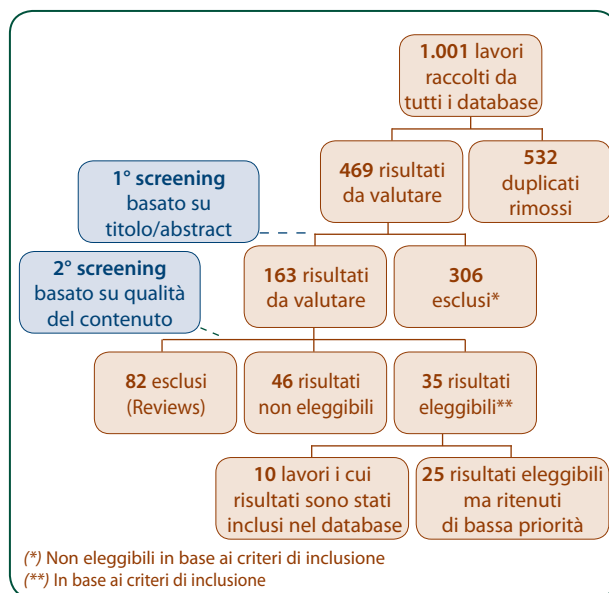 1.001 lavori
raccolti da
tutti i database
469 risultati
da valutare
532
duplicati
rimossi
1° screening
basato su
titolo/abstract
163 risultati
da valutare
306
esclusi*
2° screening
basato su qualità
del contenuto
82 esclusi
(Reviews)
46 risultati
non eleggibili
35 risultati
eleggibili**
10 lavori i cui
risultati sono stati
inclusi nel database
25 risultati eleggibili
ma ritenuti
di bassa priorità
(*) Non eleggibili in base ai criteri di inclusione
(**) In base ai criteri di inclusione